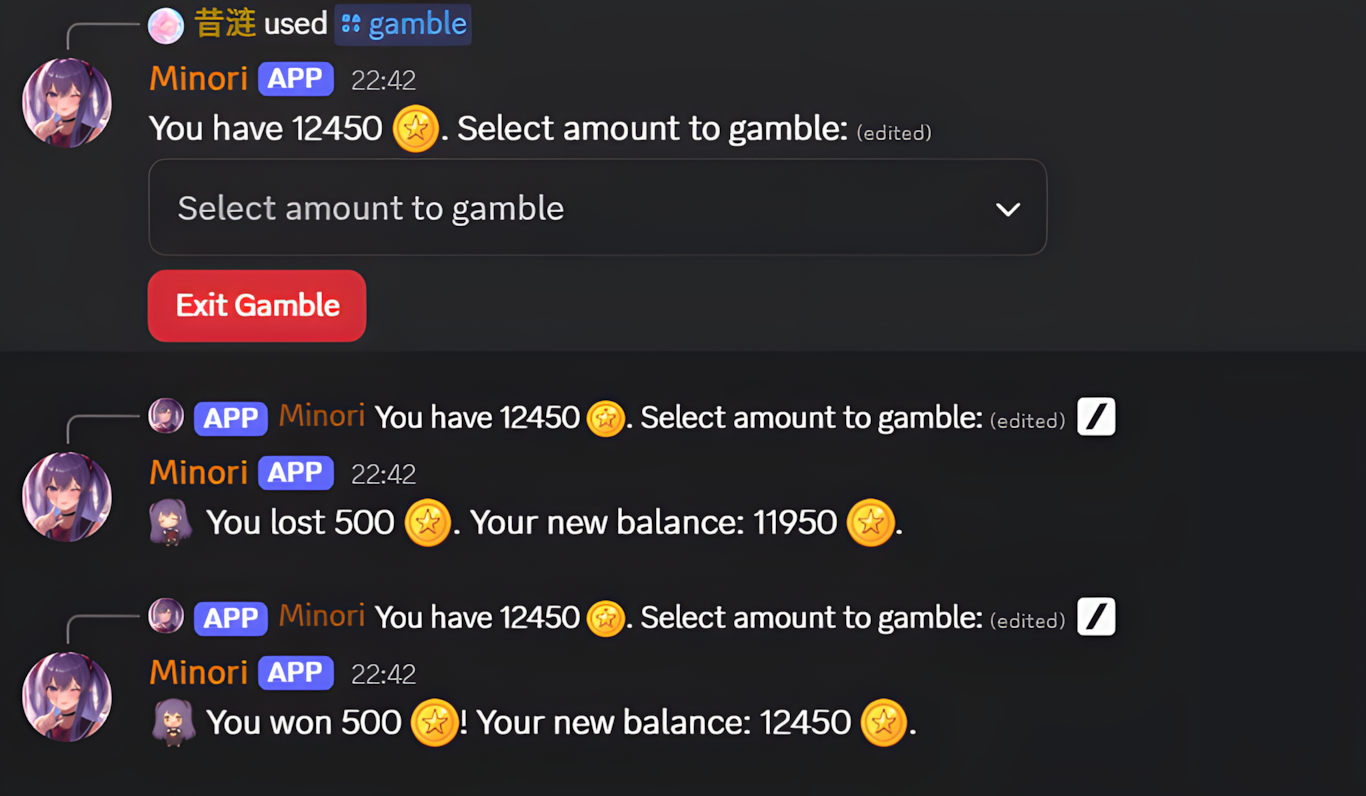 昔涟 used gamble
Minori APP 22:42
You have 12450. Select amount to gamble: (edited)
Select amount to gamble
Exit Gamble
APP Minori You have 12450. Select amount to gamble: (edited)
Minori APP 22:42
You lost 500. Your new balance: 11950.
APP Minori You have 12450. Select amount to gamble: (edited)
Minori APP 22:42
You won 500! Your new balance: 12450.